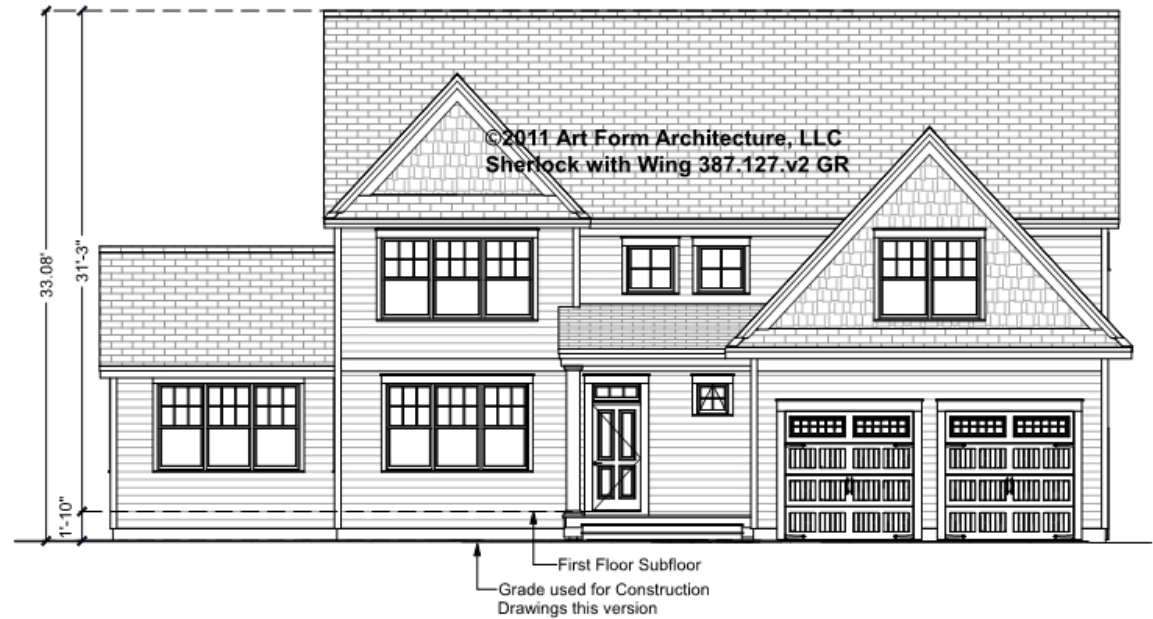 ©2011 Art Form Architecture, LLC
Sherlock with Wing 387.127.v2 GR
33.08'
31'-3"
1'-10"
First Floor Subfloor
Grade used for Construction
Drawings this version